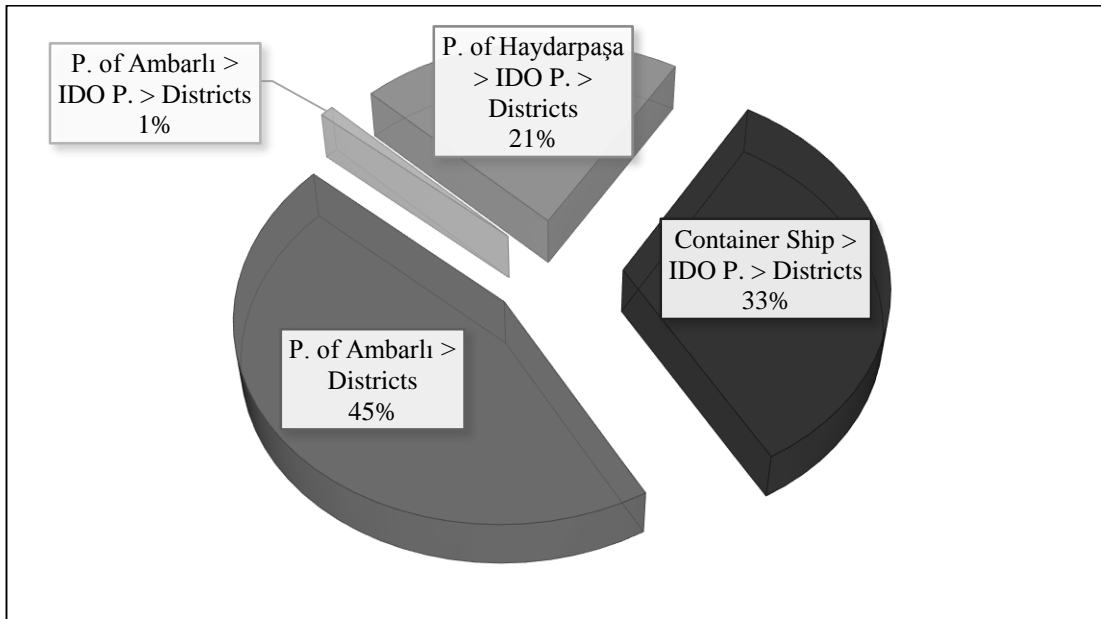 P. of Ambarlı >
IDO P. > Districts
1%
P. of Haydarpaşa
> IDO P. >
Districts
21%
Container Ship >
IDO P. > Districts
33%
P. of Ambarlı >
Districts
45%